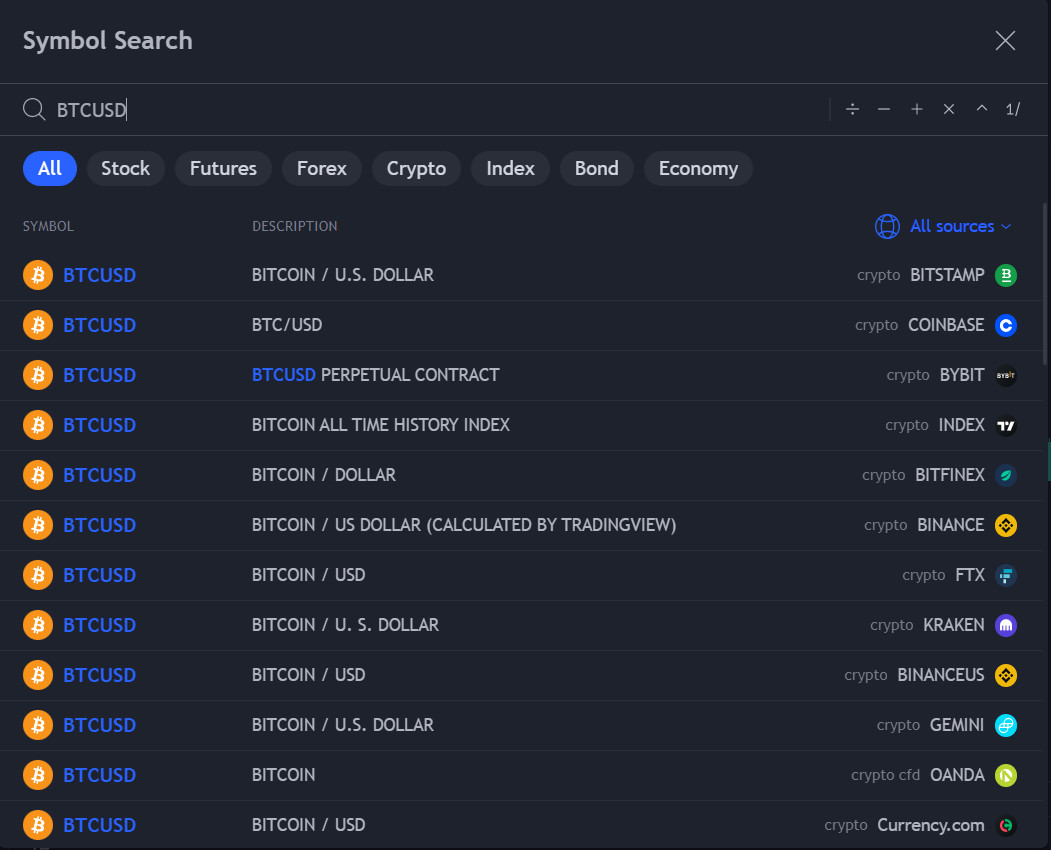 Symbol Search
BTCUSD ÷ − + × ^ 1/
All Stock Futures Forex Crypto Index Bond Economy
SYMBOL DESCRIPTION All sources
BTCUSD BITCOIN / U.S. DOLLAR crypto BITSTAMP
BTCUSD BTC/USD crypto COINBASE
BTCUSD BTCUSD PERPETUAL CONTRACT crypto BYBIT BYBIT
BTCUSD BITCOIN ALL TIME HISTORY INDEX crypto INDEX
BTCUSD BITCOIN / DOLLAR crypto BITFINEX
BTCUSD BITCOIN / US DOLLAR (CALCULATED BY TRADINGVIEW) crypto BINANCE
BTCUSD BITCOIN / USD crypto FTX
BTCUSD BITCOIN / U. S. DOLLAR crypto KRAKEN
BTCUSD BITCOIN / USD crypto BINANCEUS
BTCUSD BITCOIN / U.S. DOLLAR crypto GEMINI
BTCUSD BITCOIN crypto cfd OANDA
BTCUSD BITCOIN / USD crypto Currency.com